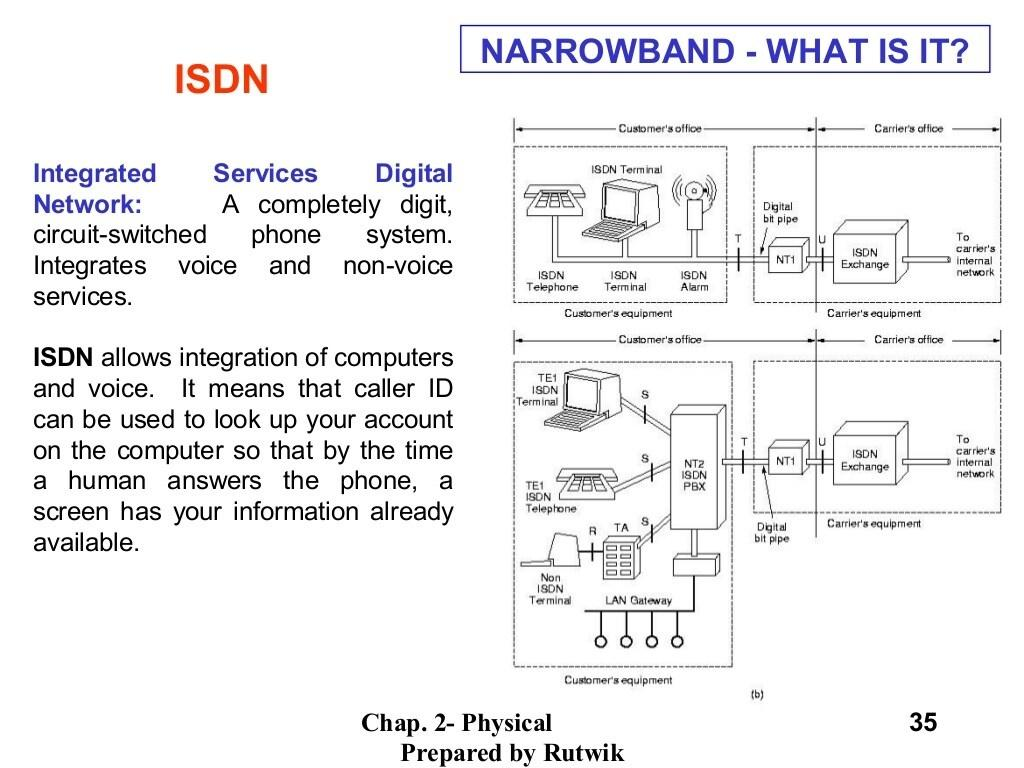 NARROWBAND - WHAT IS IT?
ISDN
Integrated Services Digital
Network: A completely digit,
circuit-switched phone system.
Integrates voice and non-voice
services.
ISDN allows integration of computers
and voice. It means that caller ID
can be used to look up your account
on the computer so that by the time
a human answers the phone, a
screen has your information already
available.
Customer's office
Carrier's office
ISDN Terminal
Digital
bit pipe
T
U
NT1
ISDN
Exchange
To
carrier's
internal
network
ISDN
Telephone
ISDN
Terminal
ISDN
Alarm
Customer's equipment
Carrier's equipment
Customer's office
Carrier's office
TE1
ISDN
Terminal
S
S
TE1
ISDN
Telephone
S
NT2
ISDN
PBX
T
U
NT1
ISDN
Exchange
To
carrier's
internal
network
Digital
bit pipe
Carrier's equipment
R
TA
Non
ISDN
Terminal
LAN Gateway
Customer's equipment
(b)
Chap. 2- Physical
35
Prepared by Rutwik